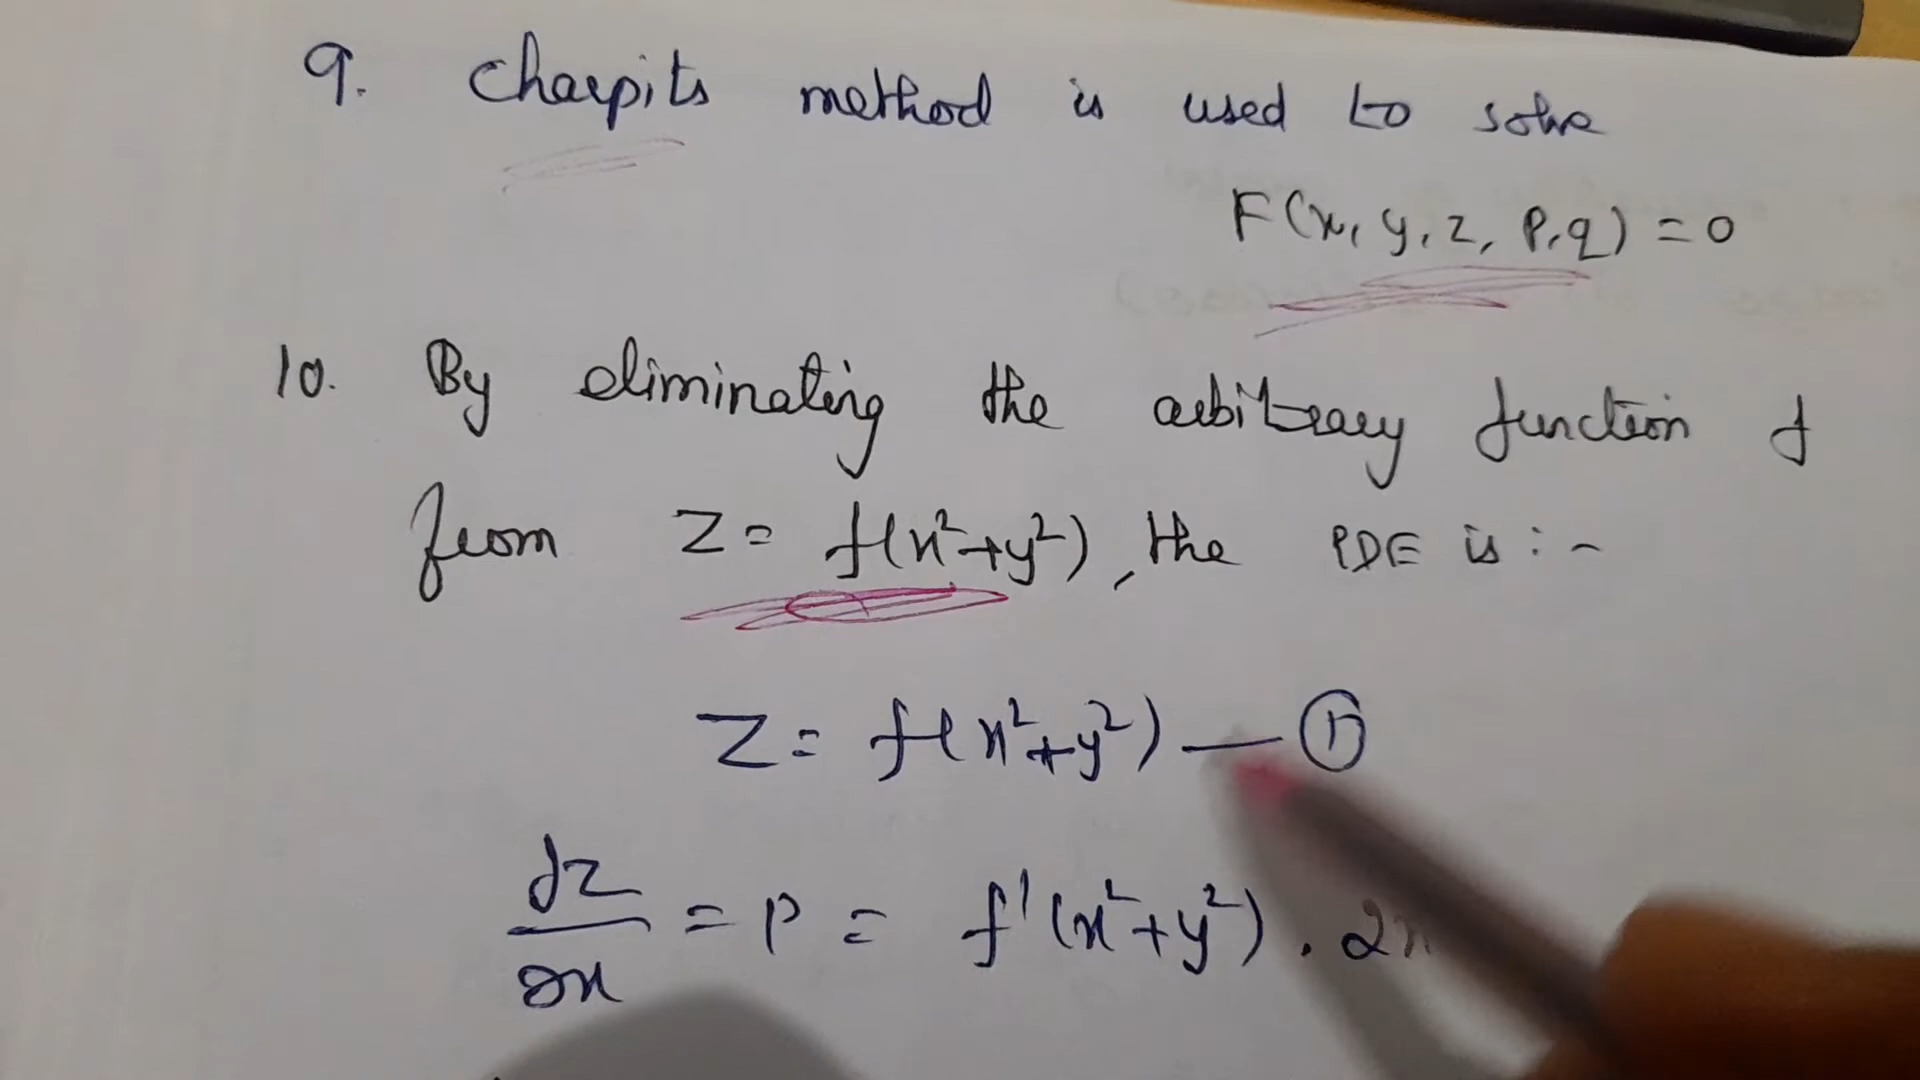 9. Charpits method is used to solve
F(x, y, z, p, q) = 0
10. By eliminating the arbitrary function f
from z = f(x²+y²), the PDE is :-
z = f(x²+y²) — ①
∂z/∂x = p = f'(x²+y²) . 2x